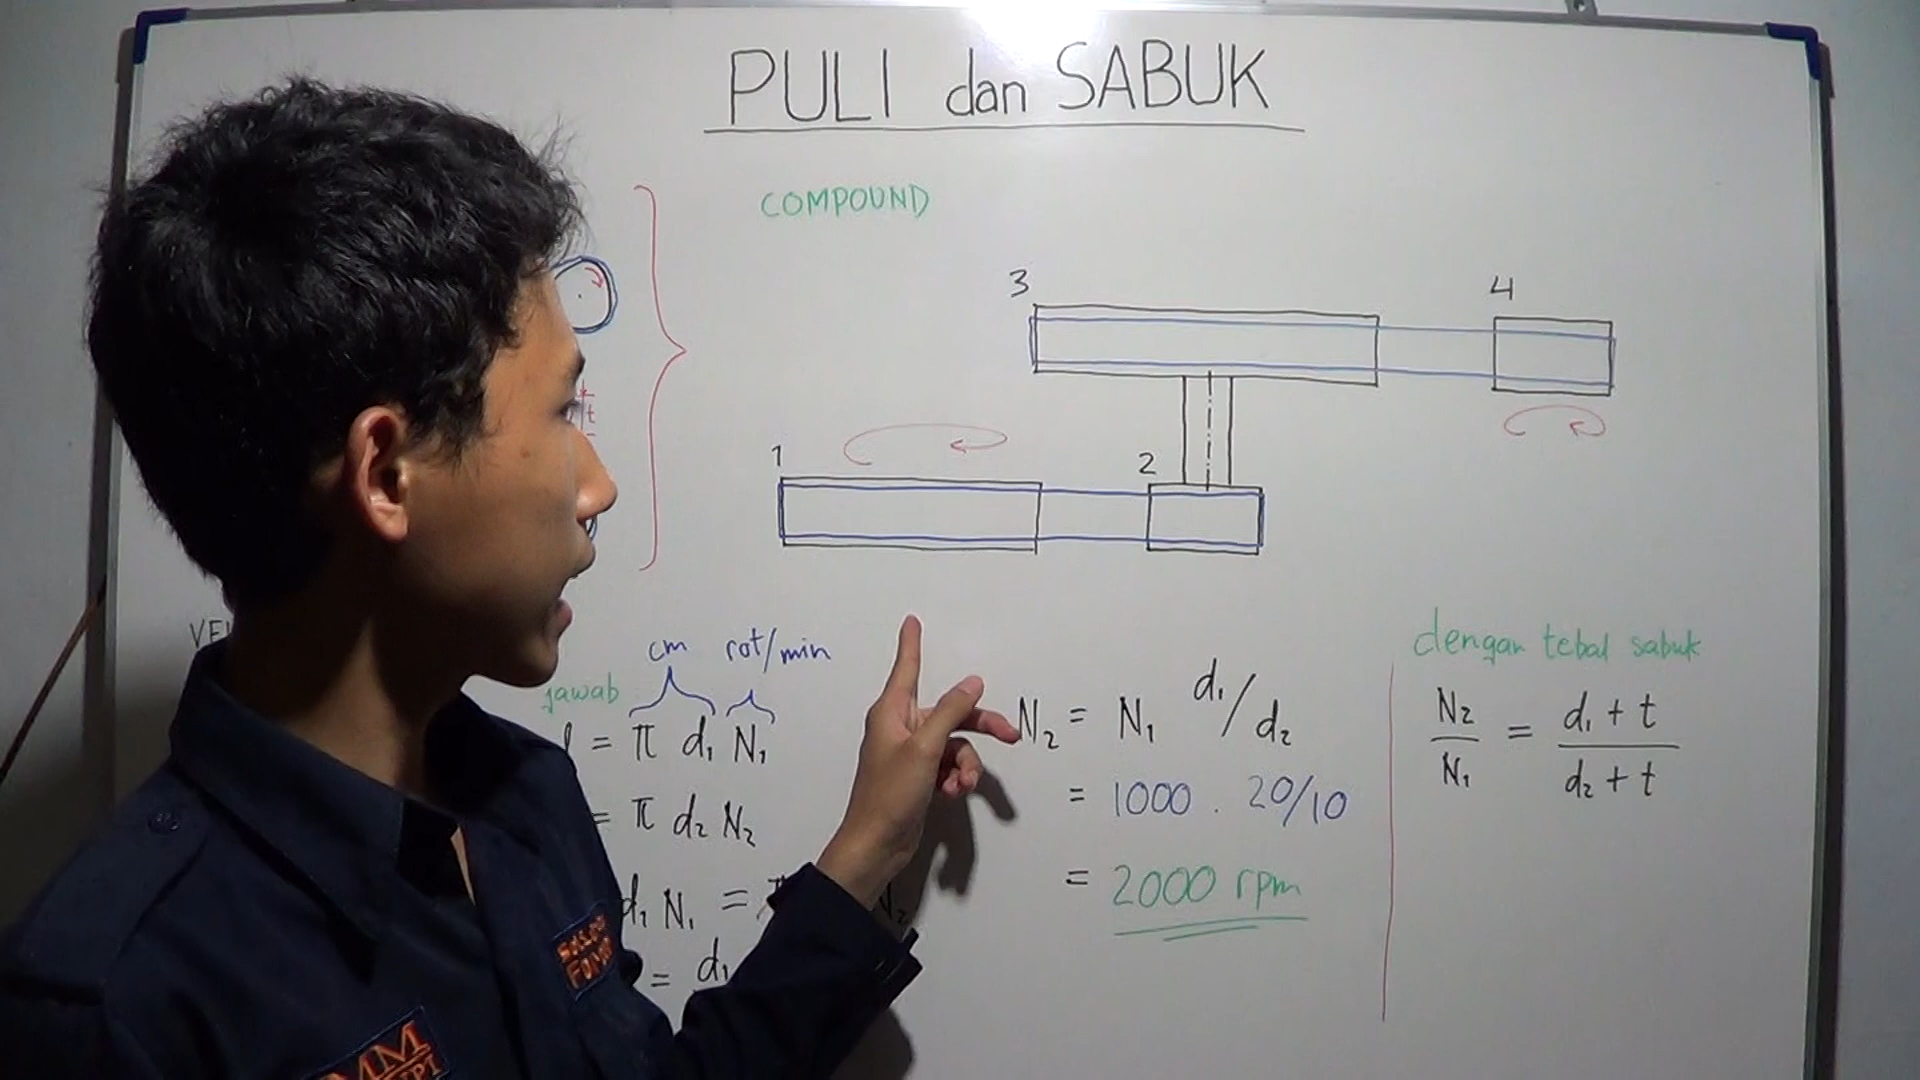 PULI dan SABUK
COMPOUND
3
4
1
2
t
cm rot/min
jawab
= π d₁ N₁
= π d₂ N₂
d₁ N₁ =
= d₁
N₂ = N₁ d₁/d₂
= 1000 . 20/10
= 2000 rpm
dengan tebal sabuk
N₂/N₁ = d₁ + t/d₂ + t